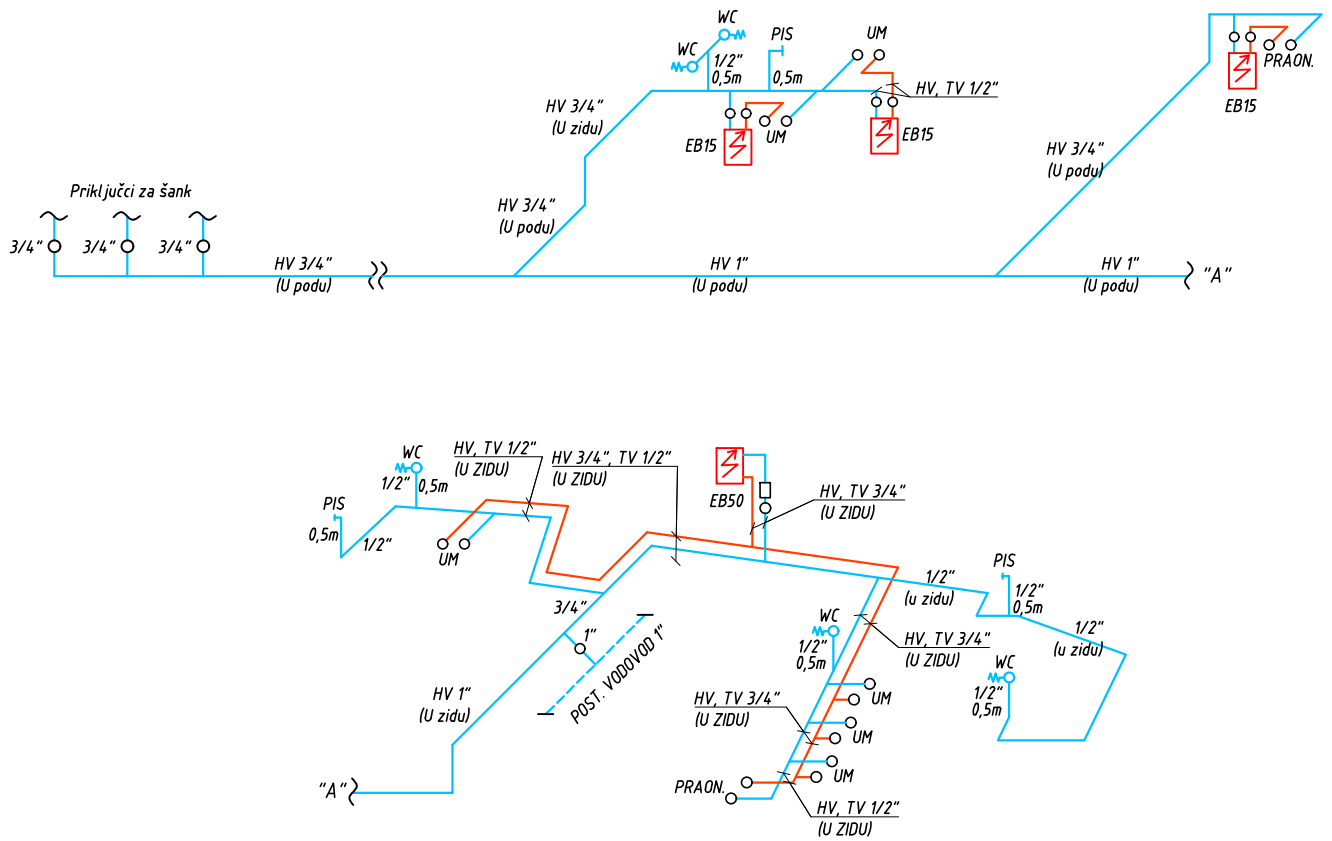 WC
WC
PIS
UM
1/2"
0,5m
0,5m
HV, TV 1/2"
PRAON.
EB15
HV 3/4"
(U zidu)
EB15
UM
EB15
HV 3/4"
(U podu)
Priključci za šank
HV 3/4"
(U podu)
3/4"
3/4"
3/4"
HV 3/4"
(U podu)
HV 1"
(U podu)
HV 1"
(U podu)
"A"
WC
1/2"
0,5m
HV, TV 1/2"
(U ZIDU)
HV 3/4", TV 1/2"
(U ZIDU)
EB50
HV, TV 3/4"
(U ZIDU)
PIS
0,5m
1/2"
UM
PIS
1/2"
0,5m
1/2"
(u zidu)
3/4"
1"
POST. VODOVOD 1"
WC
1/2"
0,5m
HV, TV 3/4"
(U ZIDU)
1/2"
(u zidu)
WC
1/2"
0,5m
HV 1"
(U zidu)
HV, TV 3/4"
(U ZIDU)
UM
UM
UM
PRAON.
"A"
HV, TV 1/2"
(U ZIDU)